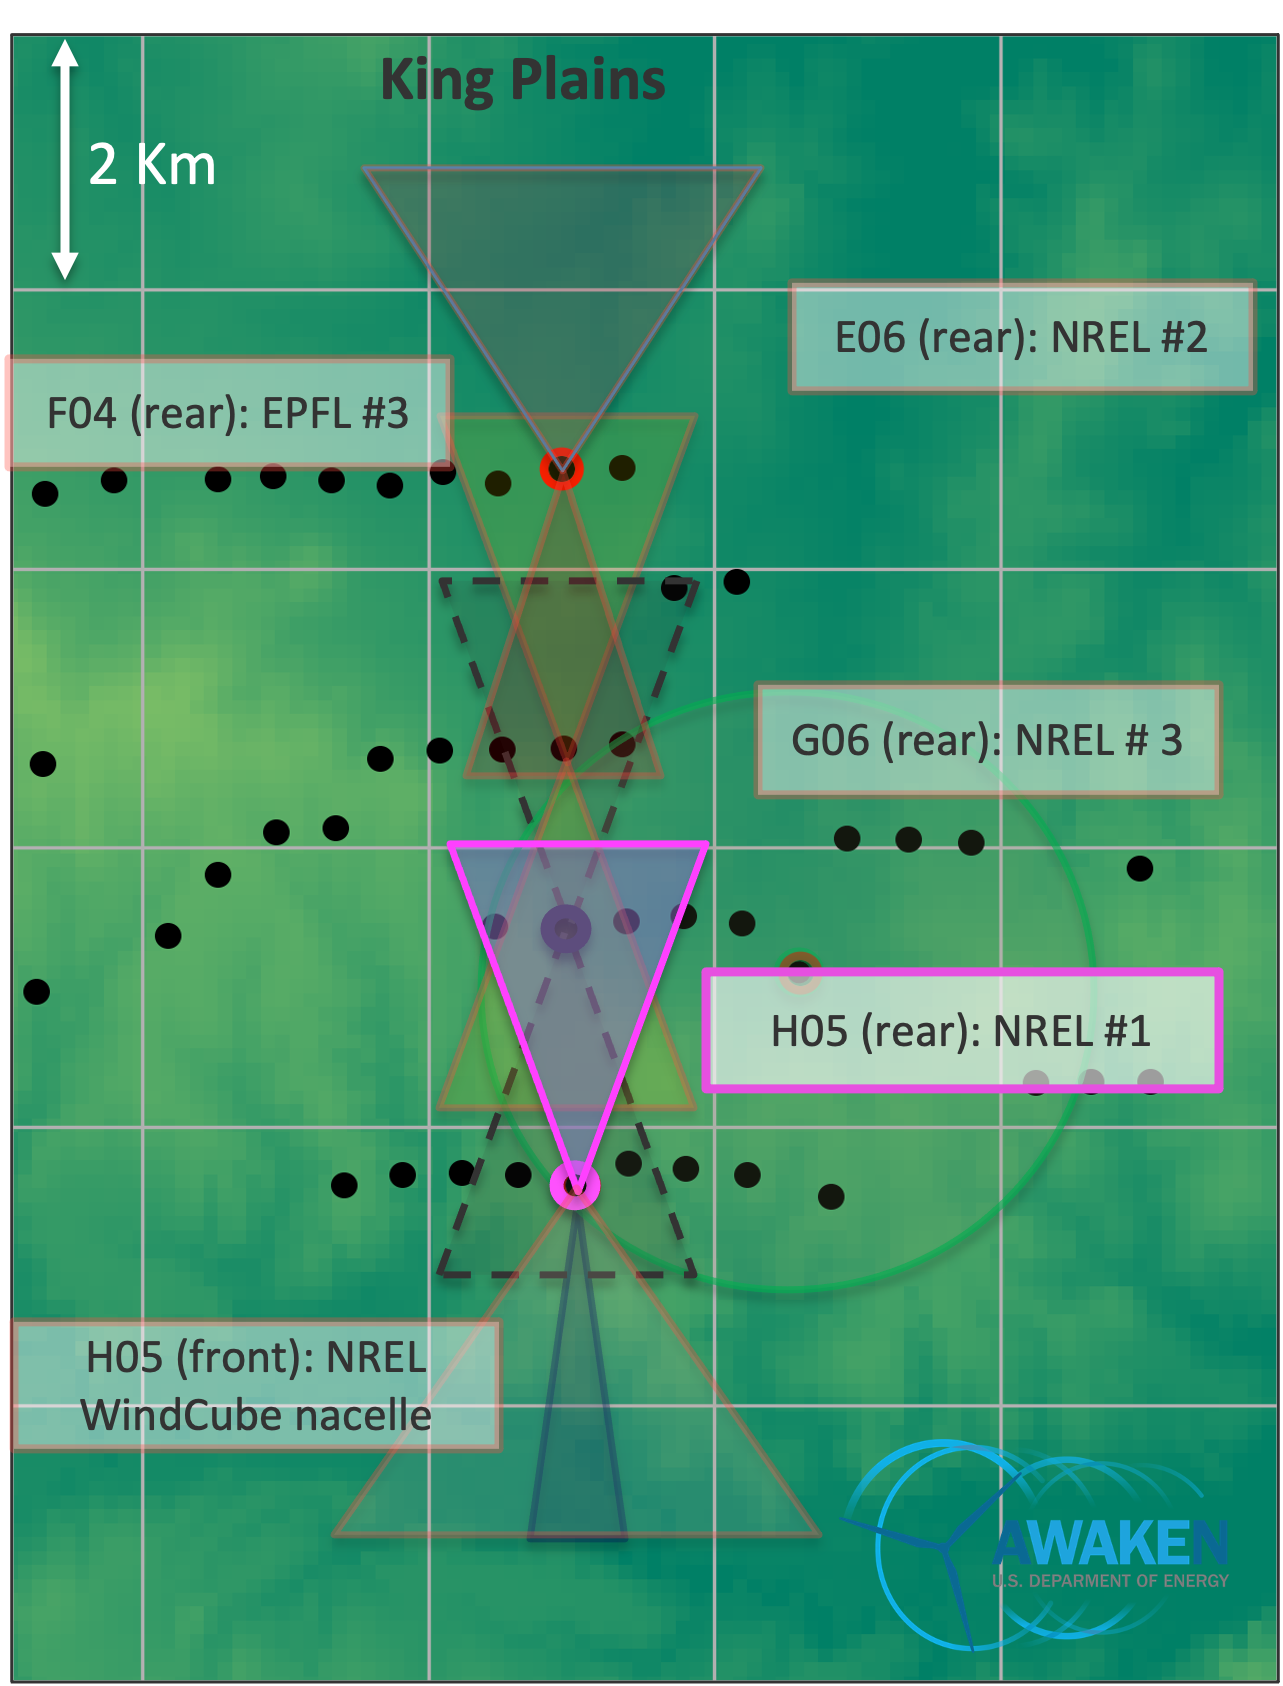 King Plains
2 Km
E06 (rear): NREL #2
F04 (rear): EPFL #3
G06 (rear): NREL # 3
H05 (rear): NREL #1
H05 (front): NREL
WindCube nacelle
AWAKEN
U.S. DEPARMENT OF ENERGY